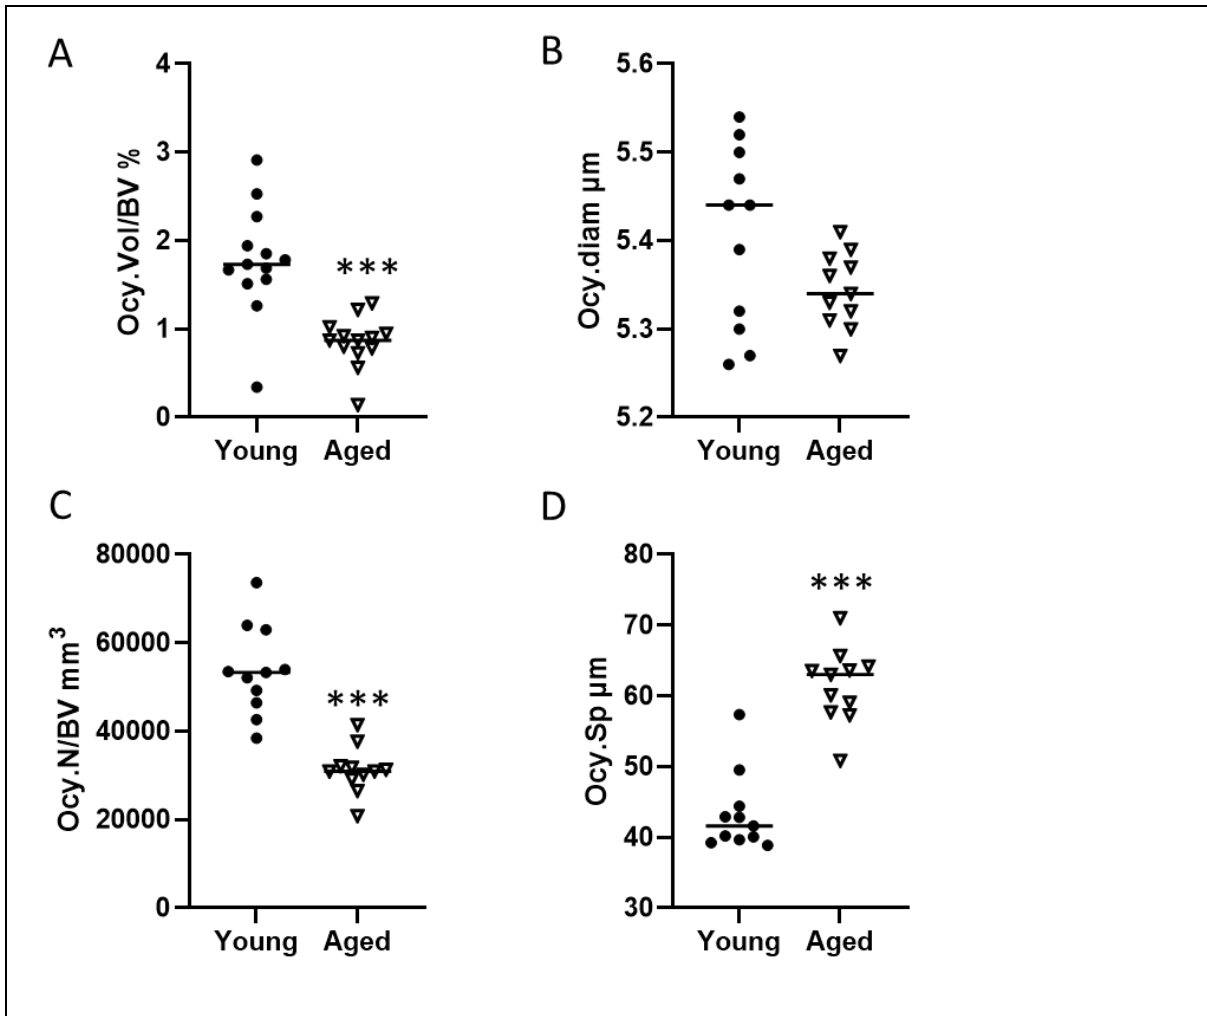 A
Ocy.Vol/BV %
4
3
2
1
0
***
Young Aged
B
Ocy.diam µm
5.6
5.5
5.4
5.3
5.2
Young Aged
C
Ocy.N/BV mm³
80000
60000
40000
20000
0
***
Young Aged
D
Ocy.Sp µm
80
70
60
50
40
30
***
Young Aged